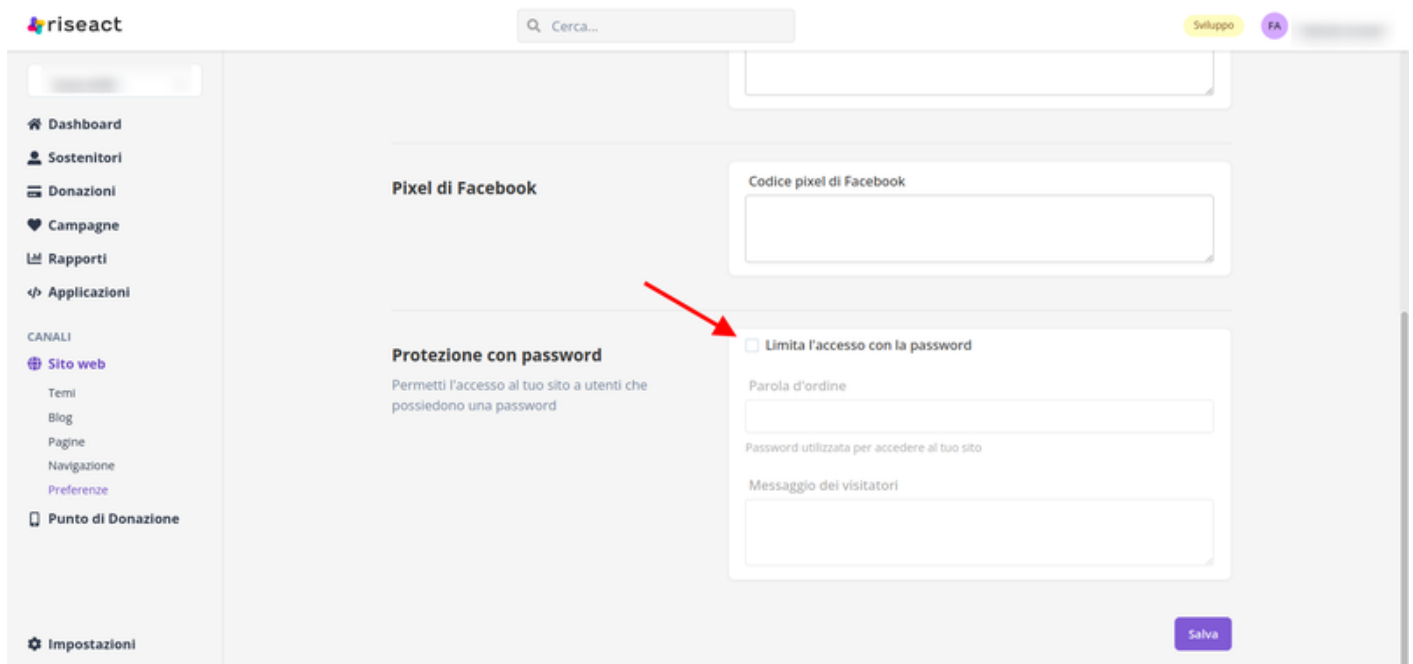 riseact
Cerca...
Sviluppo
FA
Dashboard
Sostenitori
Donazioni
Campagne
Rapporti
Applicazioni
CANALI
Sito web
Temi
Blog
Pagine
Navigazione
Preferenze
Punto di Donazione
Impostazioni
Pixel di Facebook
Codice pixel di Facebook
Protezione con password
Permetti l'accesso al tuo sito a utenti che
possiedono una password
Limita l'accesso con la password
Parola d'ordine
Password utilizzata per accedere al tuo sito
Messaggio dei visitatori
Salva